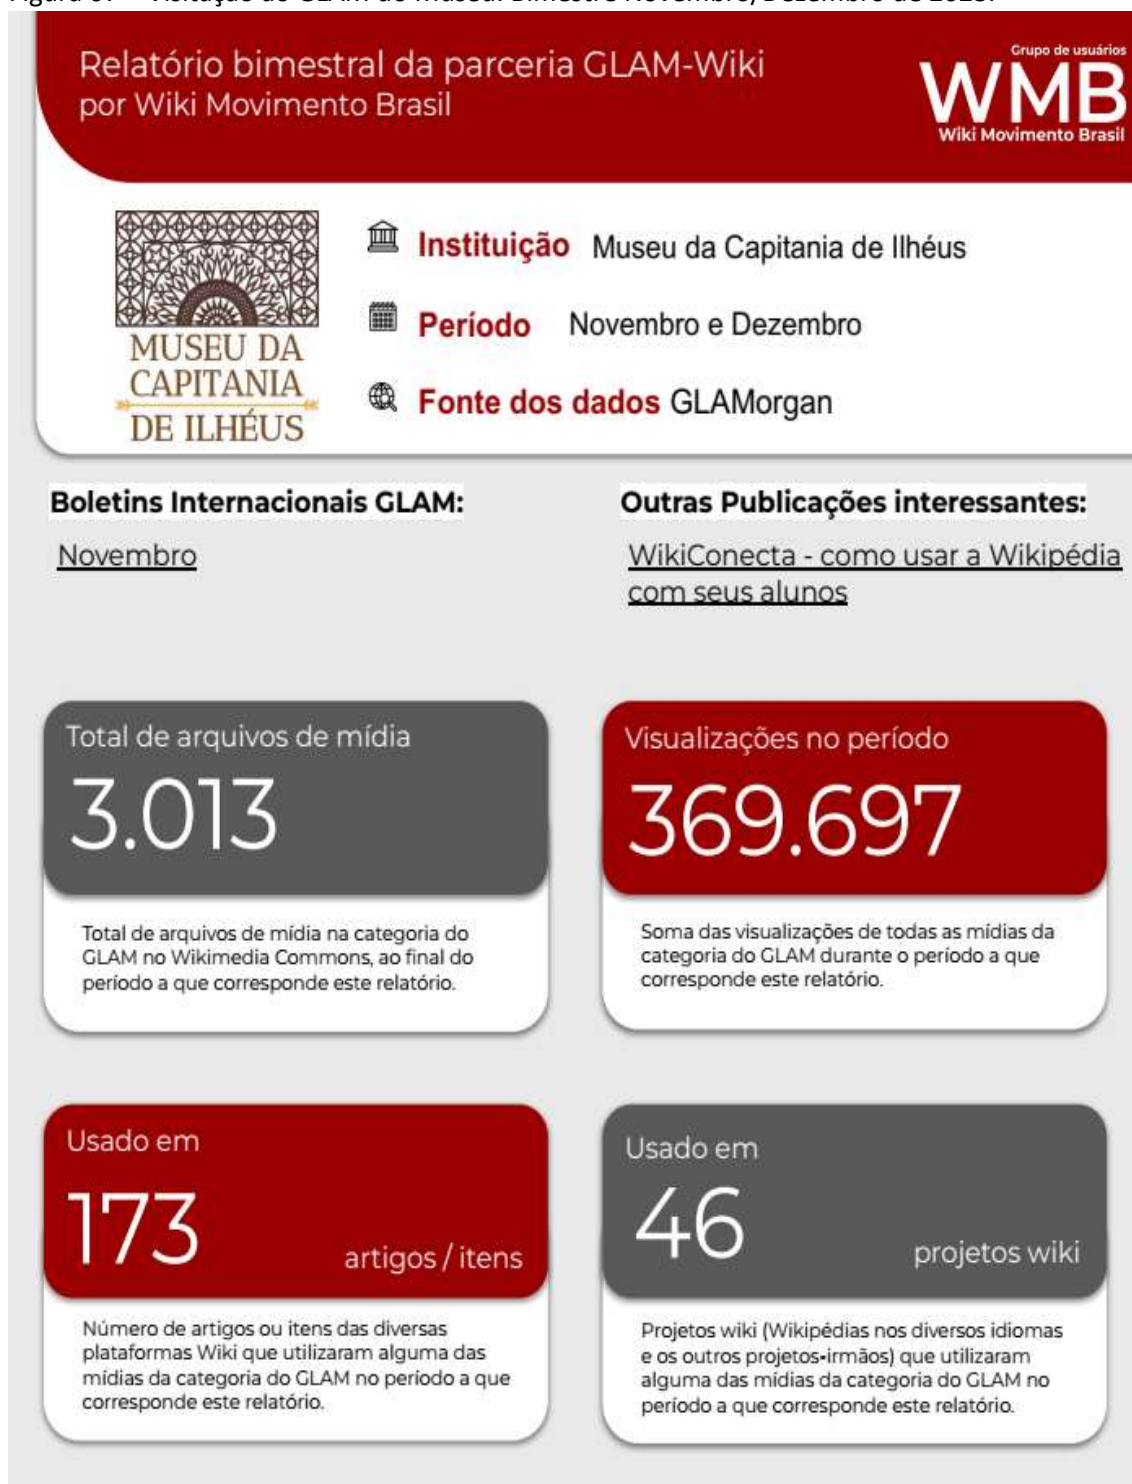 Relatório bimestral da parceria GLAM-Wiki
por Wiki Movimento Brasil
Grupo de usuários
WMB
Wiki Movimento Brasil
MUSEU DA
CAPITANIA
DE ILHÉUS
Instituição Museu da Capitania de Ilhéus
Período Novembro e Dezembro
Fonte dos dados GLAMorgan
Boletins Internacionais GLAM:
Novembro
Outras Publicações interessantes:
WikiConecta - como usar a Wikipédia
com seus alunos
Total de arquivos de mídia
3.013
Total de arquivos de mídia na categoria do
GLAM no Wikimedia Commons, ao final do
período a que corresponde este relatório.
Visualizações no período
369.697
Soma das visualizações de todas as mídias da
categoria do GLAM durante o período a que
corresponde este relatório.
Usado em
173
artigos / itens
Número de artigos ou itens das diversas
plataformas Wiki que utilizaram alguma das
mídias da categoria do GLAM no período a que
corresponde este relatório.
Usado em
46
projetos wiki
Projetos wiki (Wikipédias nos diversos idiomas
e os outros projetos-irmãos) que utilizaram
alguma das mídias da categoria do GLAM no
período a que corresponde este relatório.